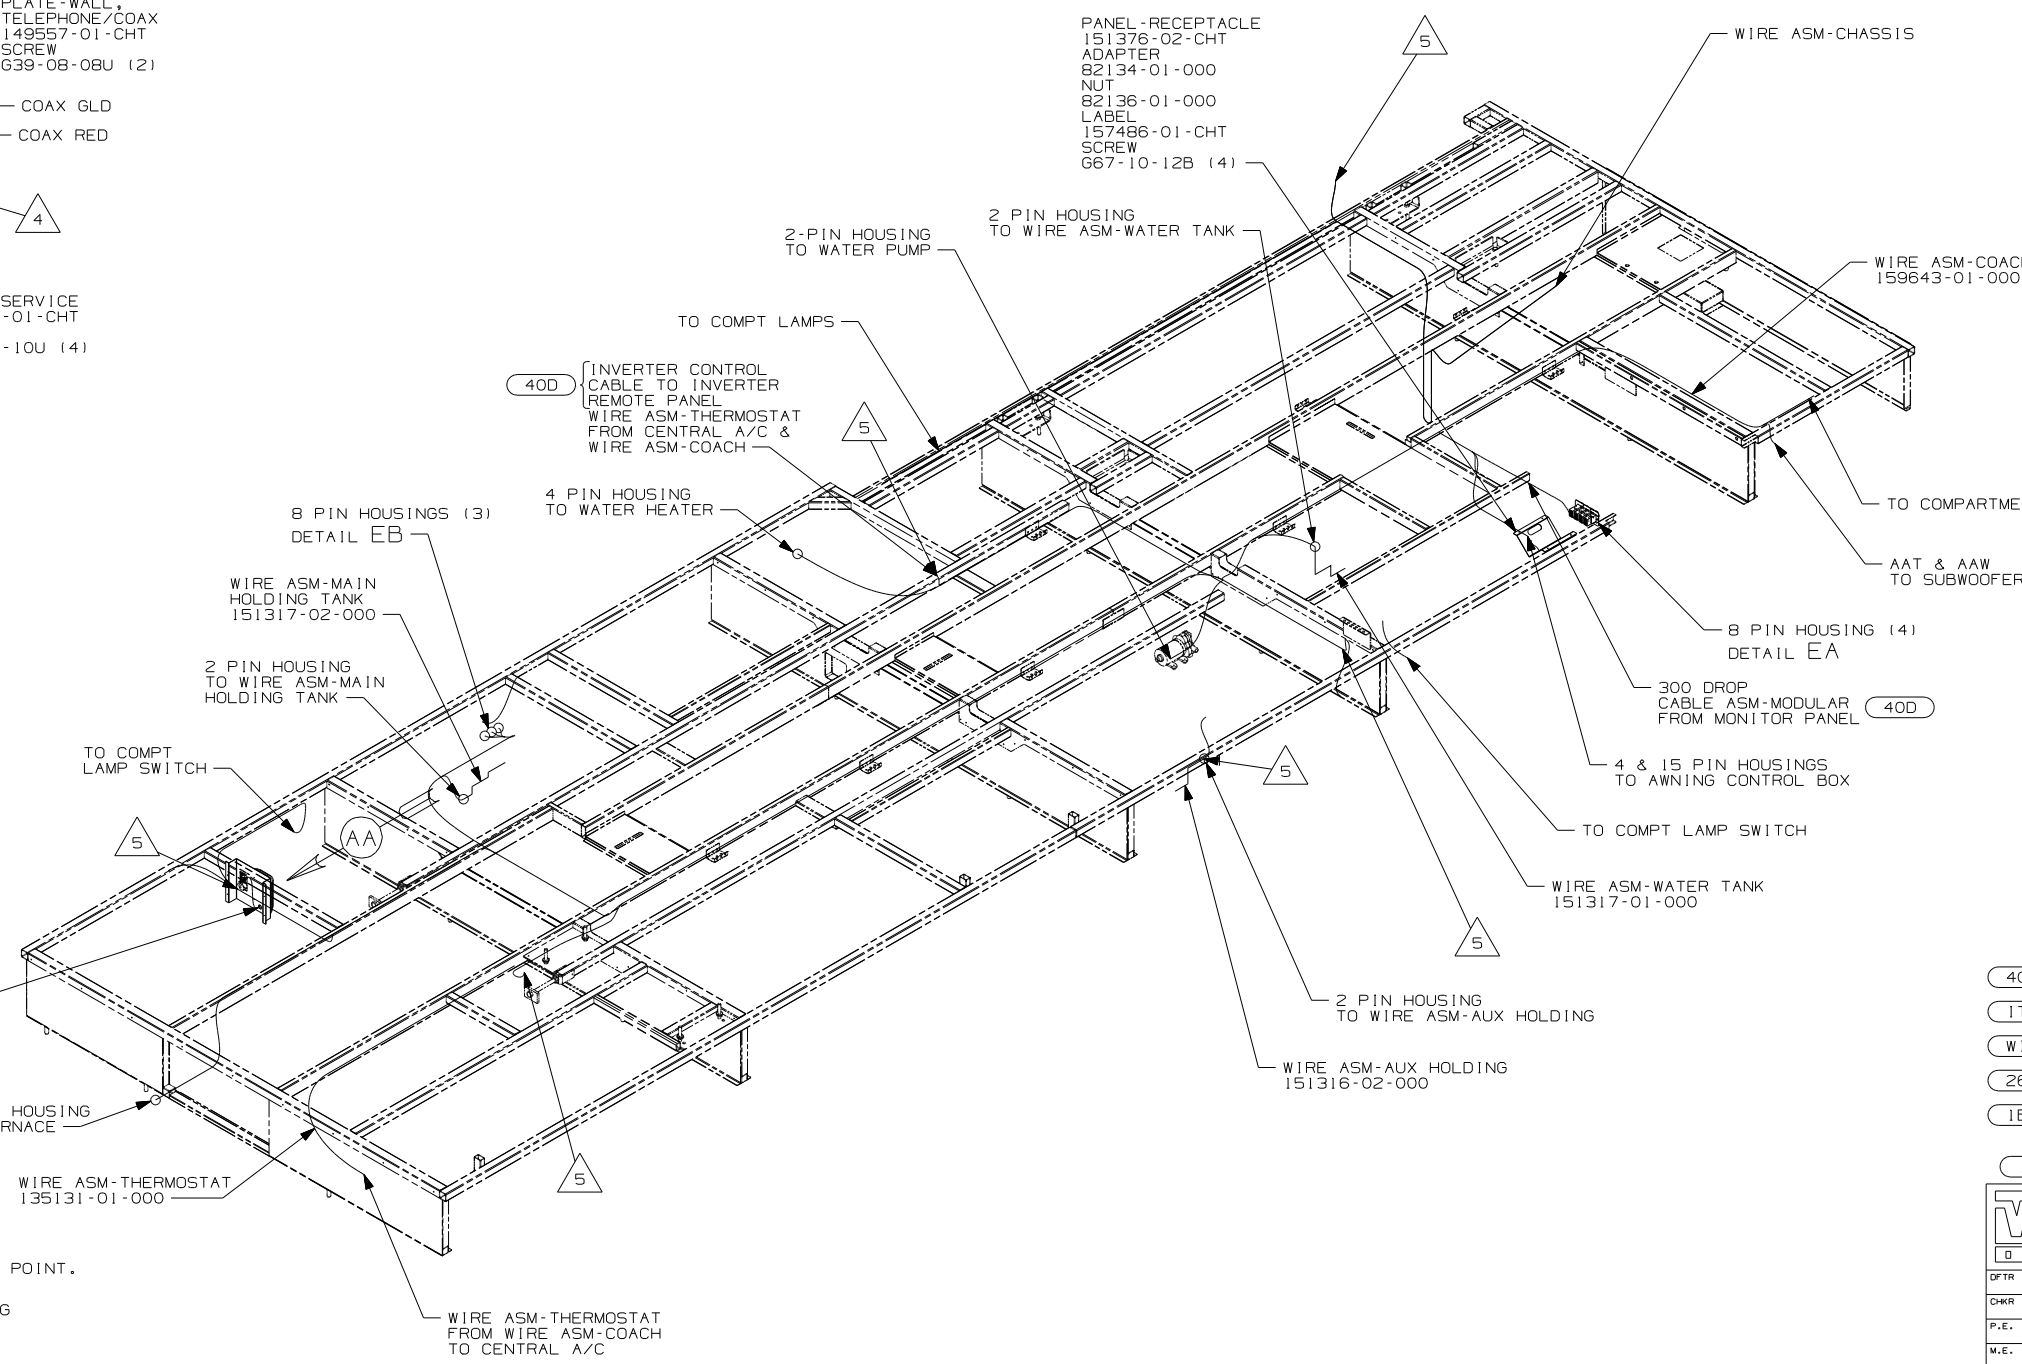 PLATE-WALL,
TELEPHONE/COAX
149557-01-CHT
SCREW
G39-08-08U (2)
COAX GLD
COAX RED
4
SERVICE
-01-CHT
-10U (4)
PANEL-RECEPTACLE
151376-02-CHT
ADAPTER
82134-01-000
NUT
82136-01-000
LABEL
157486-01-CHT
SCREW
G67-10-12B (4)
5
WIRE ASM-CHASSIS
2 PIN HOUSING
TO WIRE ASM-WATER TANK
2-PIN HOUSING
TO WATER PUMP
WIRE ASM-COACH
159643-01-000
TO COMPT LAMPS
40D
INVERTER CONTROL
CABLE TO INVERTER
REMOTE PANEL
WIRE ASM-THERMOSTAT
FROM CENTRAL A/C &
WIRE ASM-COACH
5
4 PIN HOUSING
TO WATER HEATER
8 PIN HOUSINGS (3)
DETAIL EB
WIRE ASM-MAIN
HOLDING TANK
151317-02-000
2 PIN HOUSING
TO WIRE ASM-MAIN
HOLDING TANK
TO COMPT
LAMP SWITCH
5
AA
TO COMPARTME
AAT & AAW
TO SUBWOOFER
8 PIN HOUSING (4)
DETAIL EA
300 DROP
CABLE ASM-MODULAR
FROM MONITOR PANEL
40D
4 & 15 PIN HOUSINGS
TO AWNING CONTROL BOX
5
TO COMPT LAMP SWITCH
WIRE ASM-WATER TANK
151317-01-000
5
2 PIN HOUSING
TO WIRE ASM-AUX HOLDING
WIRE ASM-AUX HOLDING
151316-02-000
HOUSING
RNACE
WIRE ASM-THERMOSTAT
135131-01-000
5
POINT.
G
WIRE ASM-THERMOSTAT
FROM WIRE ASM-COACH
TO CENTRAL A/C
DFTR
CHKR
P.E.
M.E.